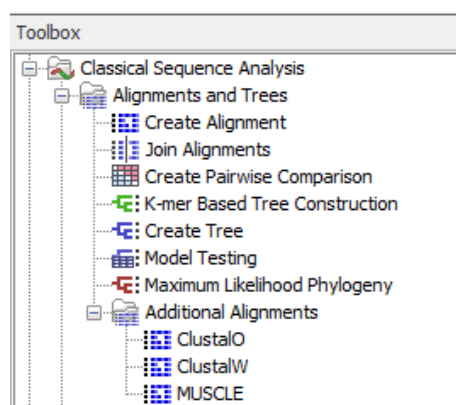 Toolbox
Classical Sequence Analysis
Alignments and Trees
Create Alignment
Join Alignments
Create Pairwise Comparison
K-mer Based Tree Construction
Create Tree
Model Testing
Maximum Likelihood Phylogeny
Additional Alignments
ClustalO
ClustalW
MUSCLE